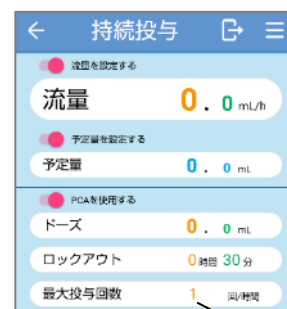 持続投与
流量を設定する
流量 0. 0 mL/h
予定量を設定する
予定量 0. 0 mL
PCAを使用する
ドーズ 0. 0 mL
ロックアウト 0時間 30分
最大投与回数 1 回/時間